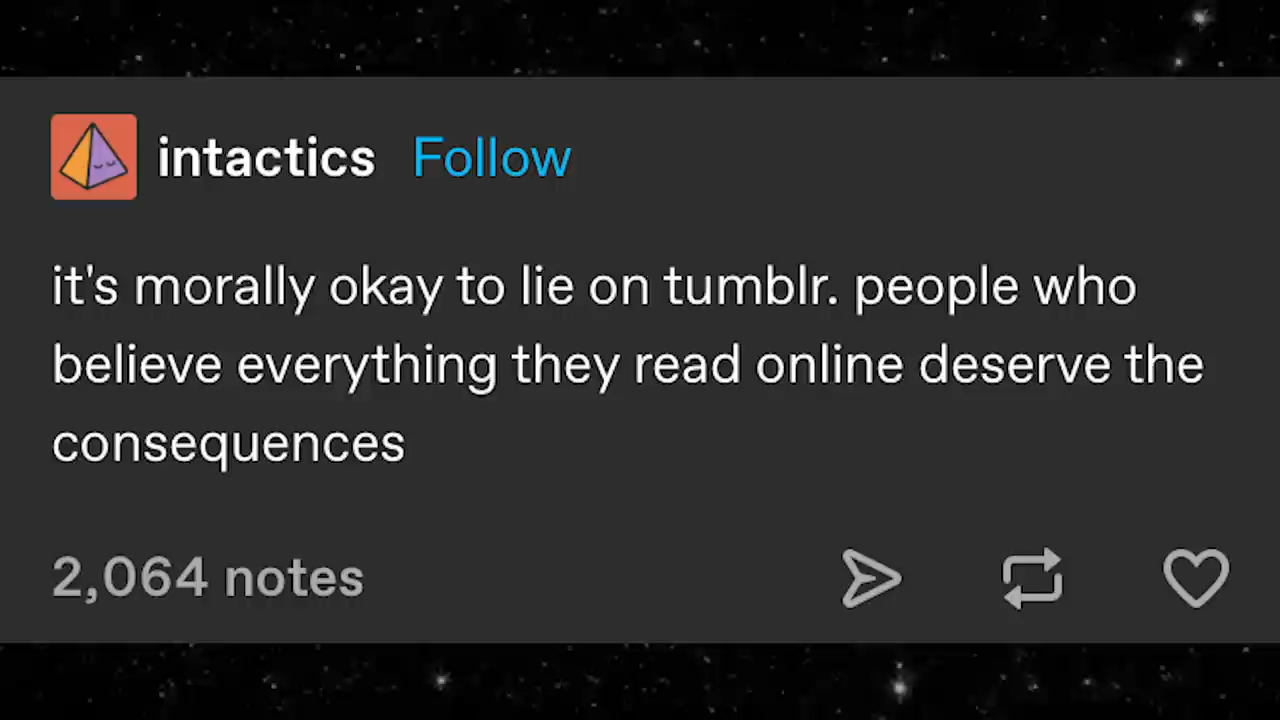 intactics Follow
it's morally okay to lie on tumblr. people who
believe everything they read online deserve the
consequences
2,064 notes